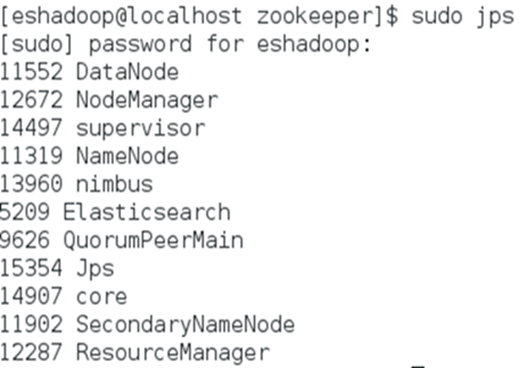 [eshadoop@localhost zookeeper]$ sudo jps
[sudo] password for eshadoop:
11552 DataNode
12672 NodeManager
14497 supervisor
11319 NameNode
13960 nimbus
5209 Elasticsearch
9626 QuorumPeerMain
15354 Jps
14907 core
11902 SecondaryNameNode
12287 ResourceManager